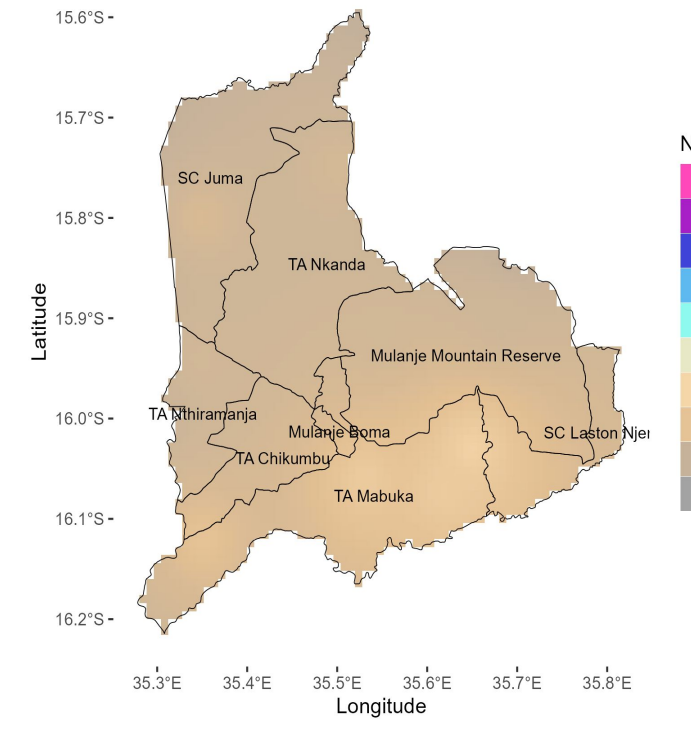 15.6°S
15.7°S
15.8°S
15.9°S
16.0°S
16.1°S
16.2°S
Latitude
SC Juma
TA Nkanda
Mulanje Mountain Reserve
TA Nthiramanja
Mulanje Boma
SC Laston Njer
TA Chikumbu
TA Mabuka
N
35.3°E 35.4°E 35.5°E 35.6°E 35.7°E 35.8°E
Longitude